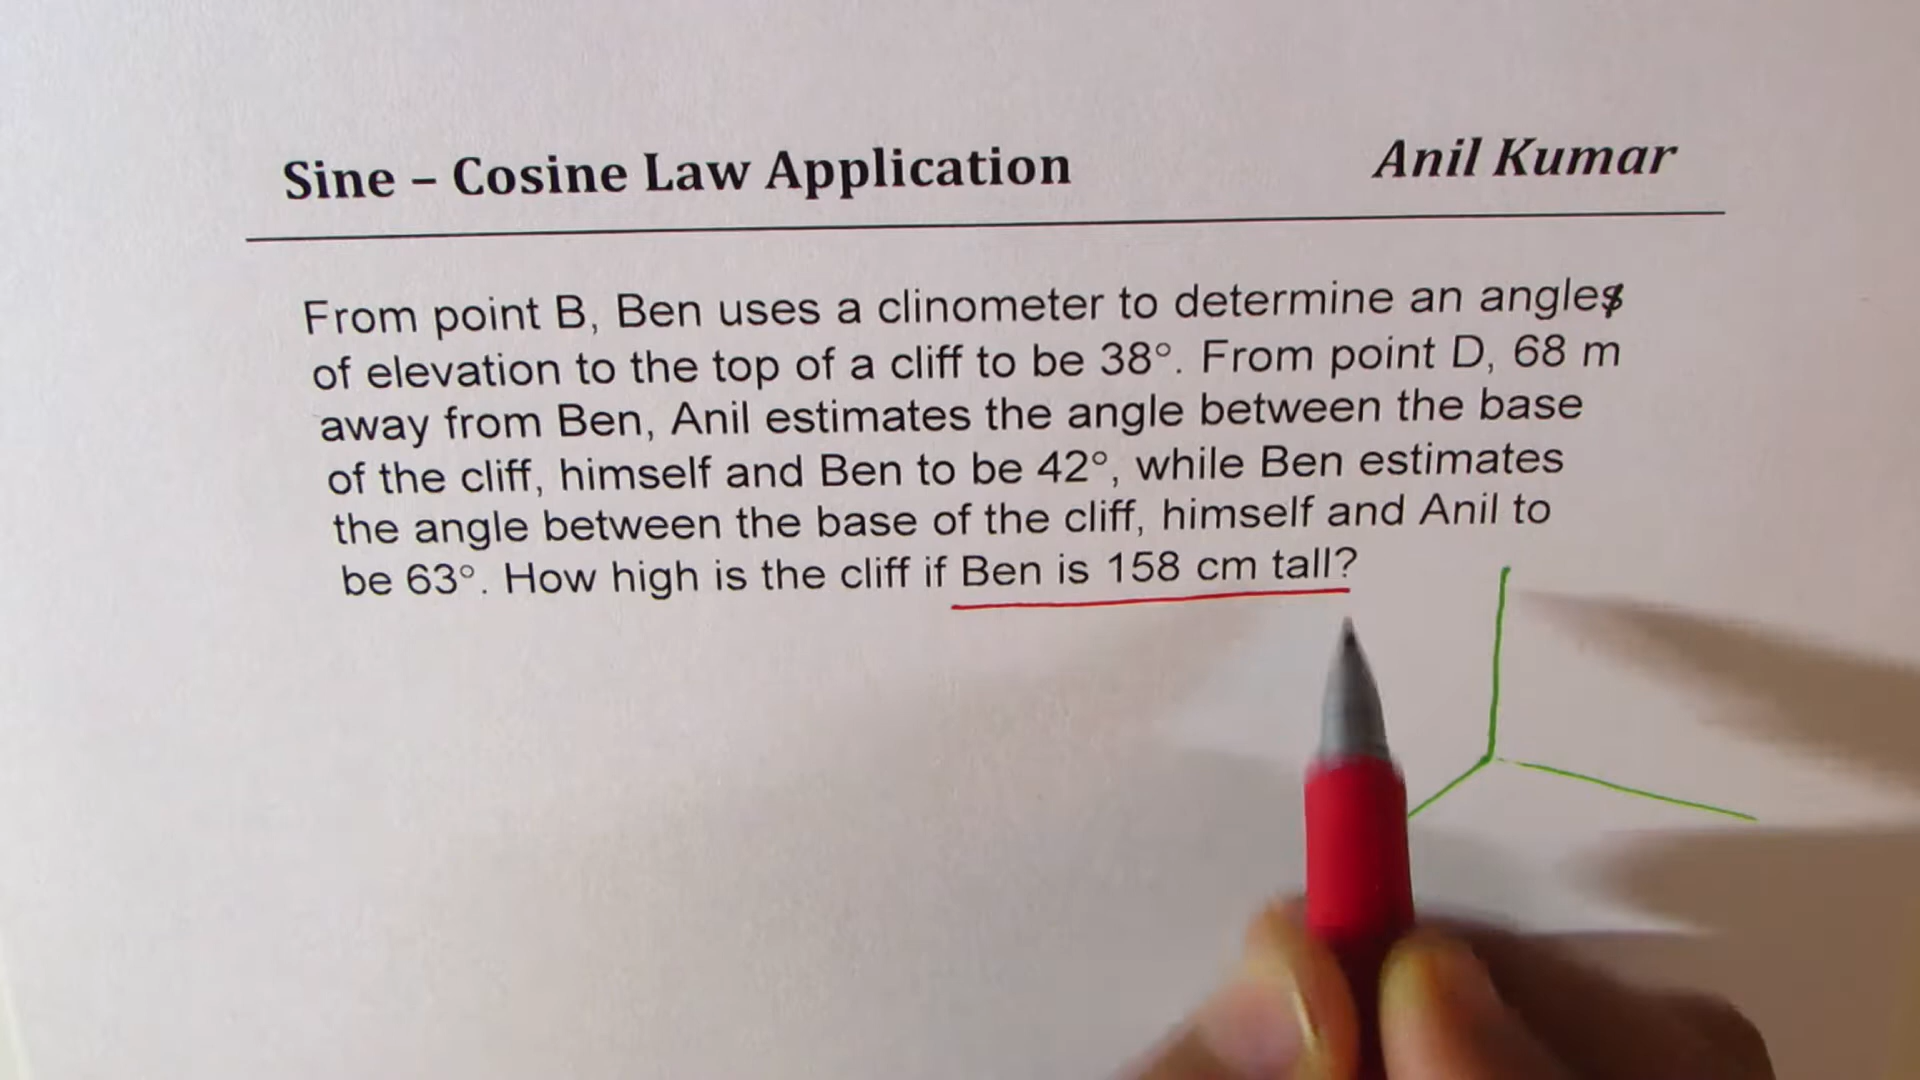 Sine – Cosine Law Application
Anil Kumar
From point B, Ben uses a clinometer to determine an angles
of elevation to the top of a cliff to be 38°. From point D, 68 m
away from Ben, Anil estimates the angle between the base
of the cliff, himself and Ben to be 42°, while Ben estimates
the angle between the base of the cliff, himself and Anil to
be 63°. How high is the cliff if Ben is 158 cm tall?